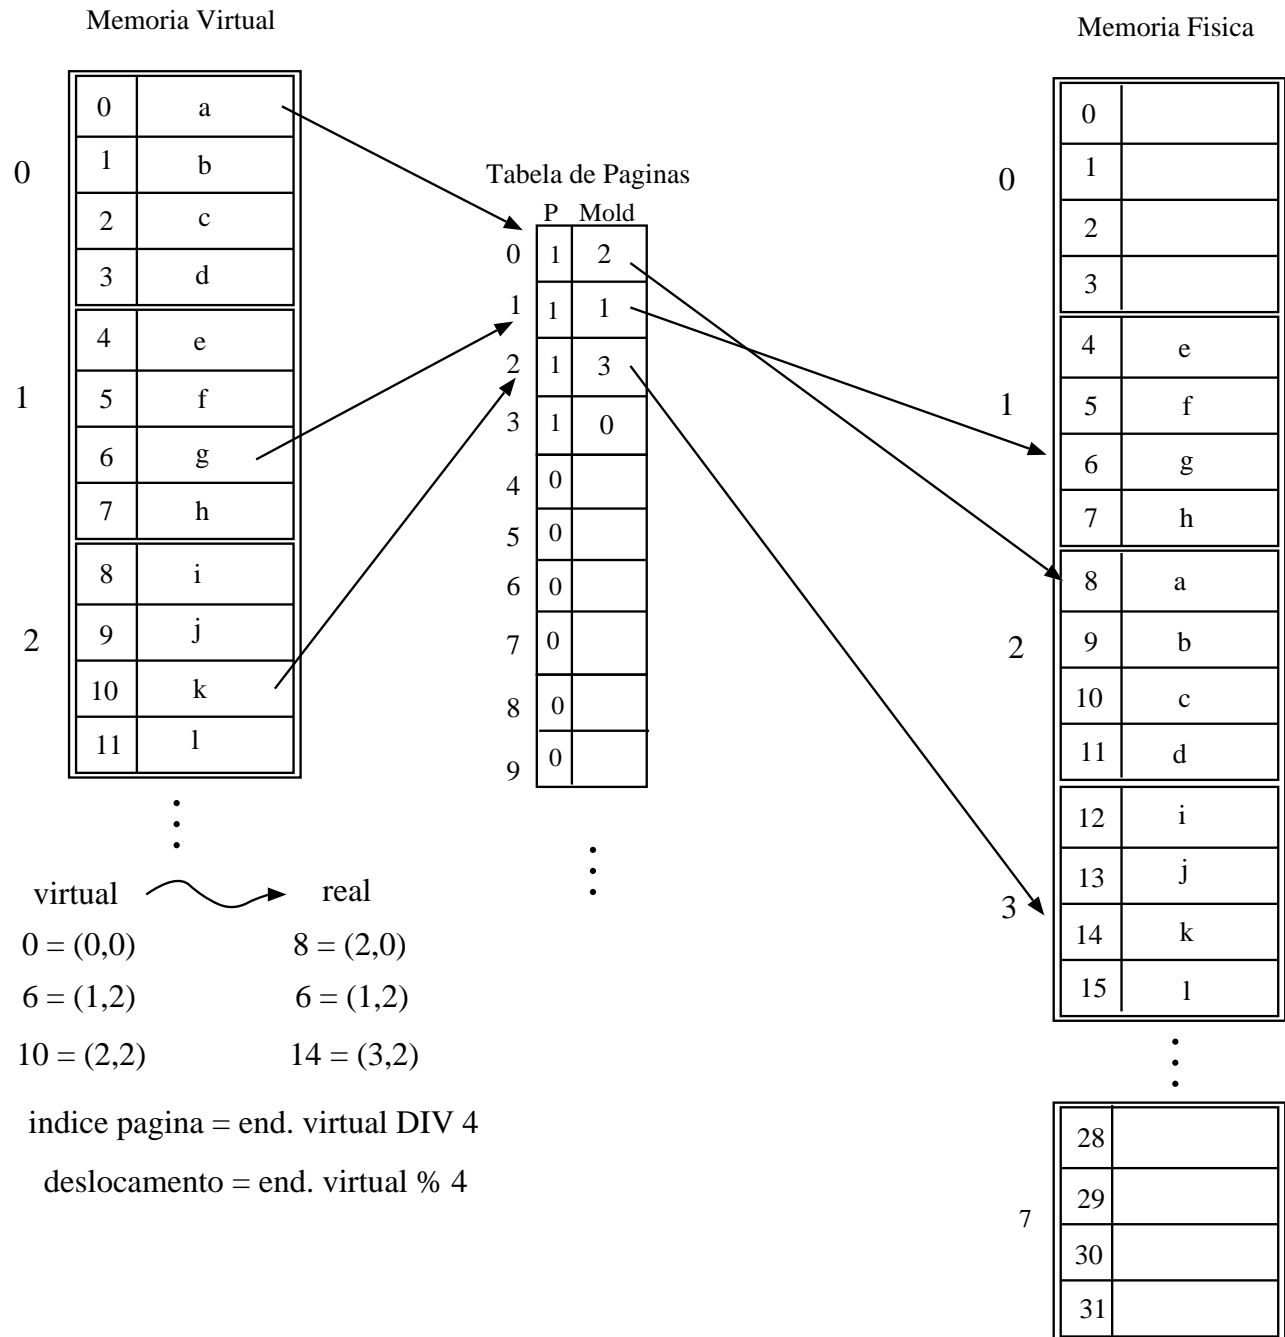 Memoria Virtual
0 a
0
1 b
2 c
3 d
4 e
1
5 f
6 g
7 h
8 i
2
9 j
10 k
11 l
Tabela de Paginas
P Mold
0 1 2
1 1 1
2 1 3
3 1 0
4 0
5 0
6 0
7 0
8 0
9 0
Memoria Fisica
0
0
1
2
3
4 e
1
5 f
6 g
7 h
8 a
2
9 b
10 c
11 d
12 i
13 j
3
14 k
15 l
28
29
7
30
31
virtual real
0 = (0,0) 8 = (2,0)
6 = (1,2) 6 = (1,2)
10 = (2,2) 14 = (3,2)
indice pagina = end. virtual DIV 4
deslocamento = end. virtual % 4